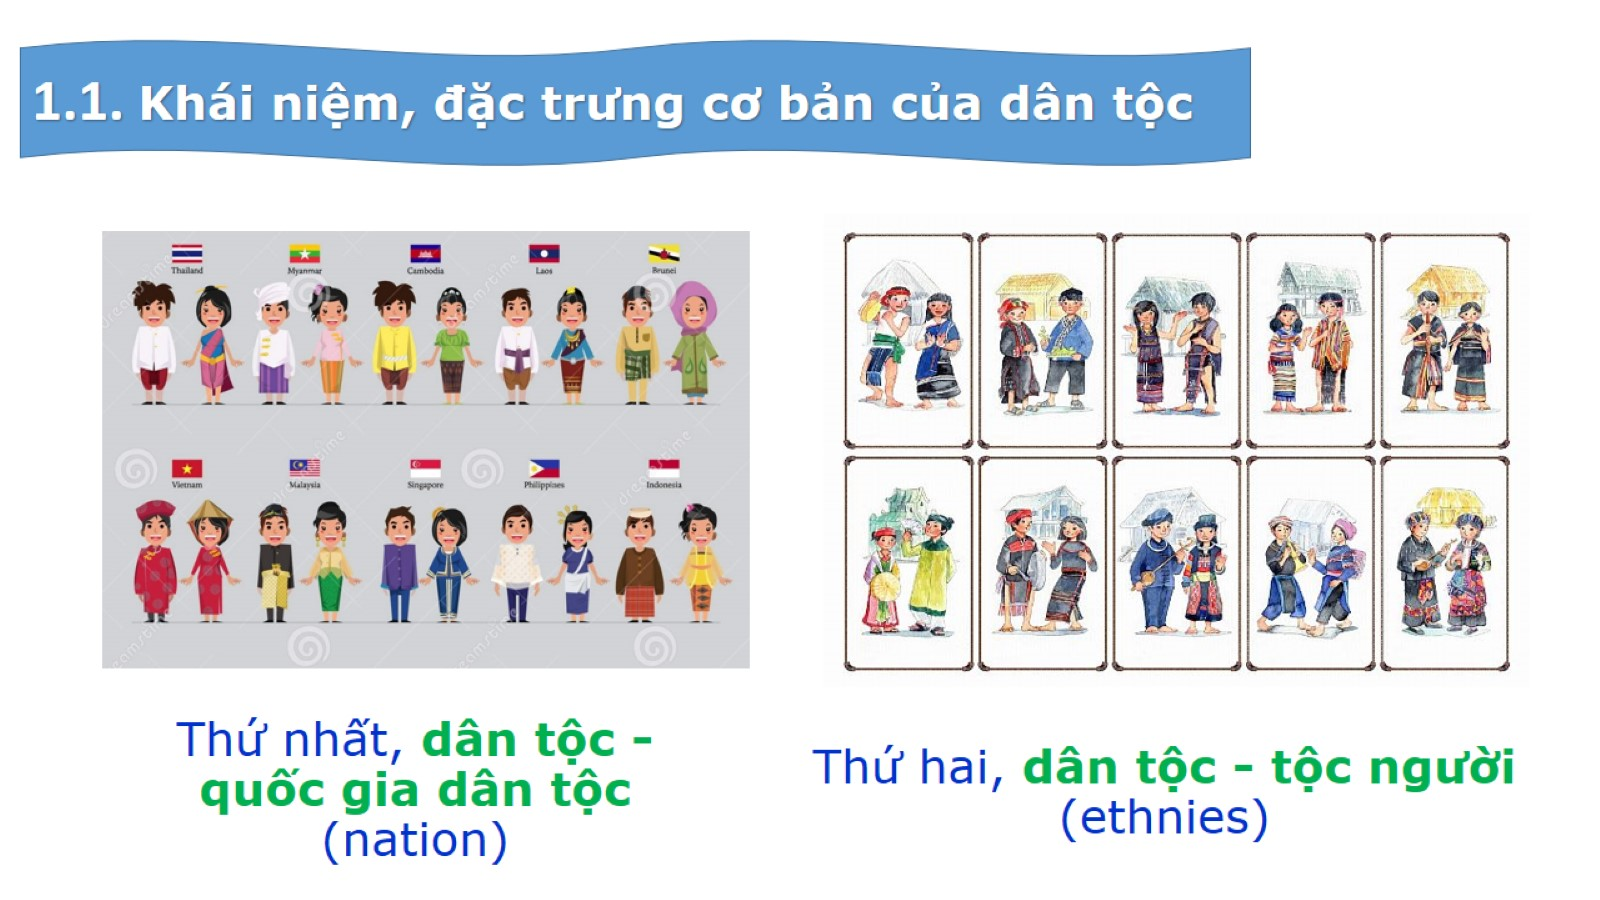 1.1. Khái niệm, đặc trưng cơ bản của dân tộc
Thailand
Myanmar
Cambodia
Laos
Brunei
Vietnam
Malaysia
Singapore
Philippines
Indonesia
dreamstime
Thứ nhất, dân tộc -
quốc gia dân tộc
(nation)
Thứ hai, dân tộc - tộc người
(ethnies)